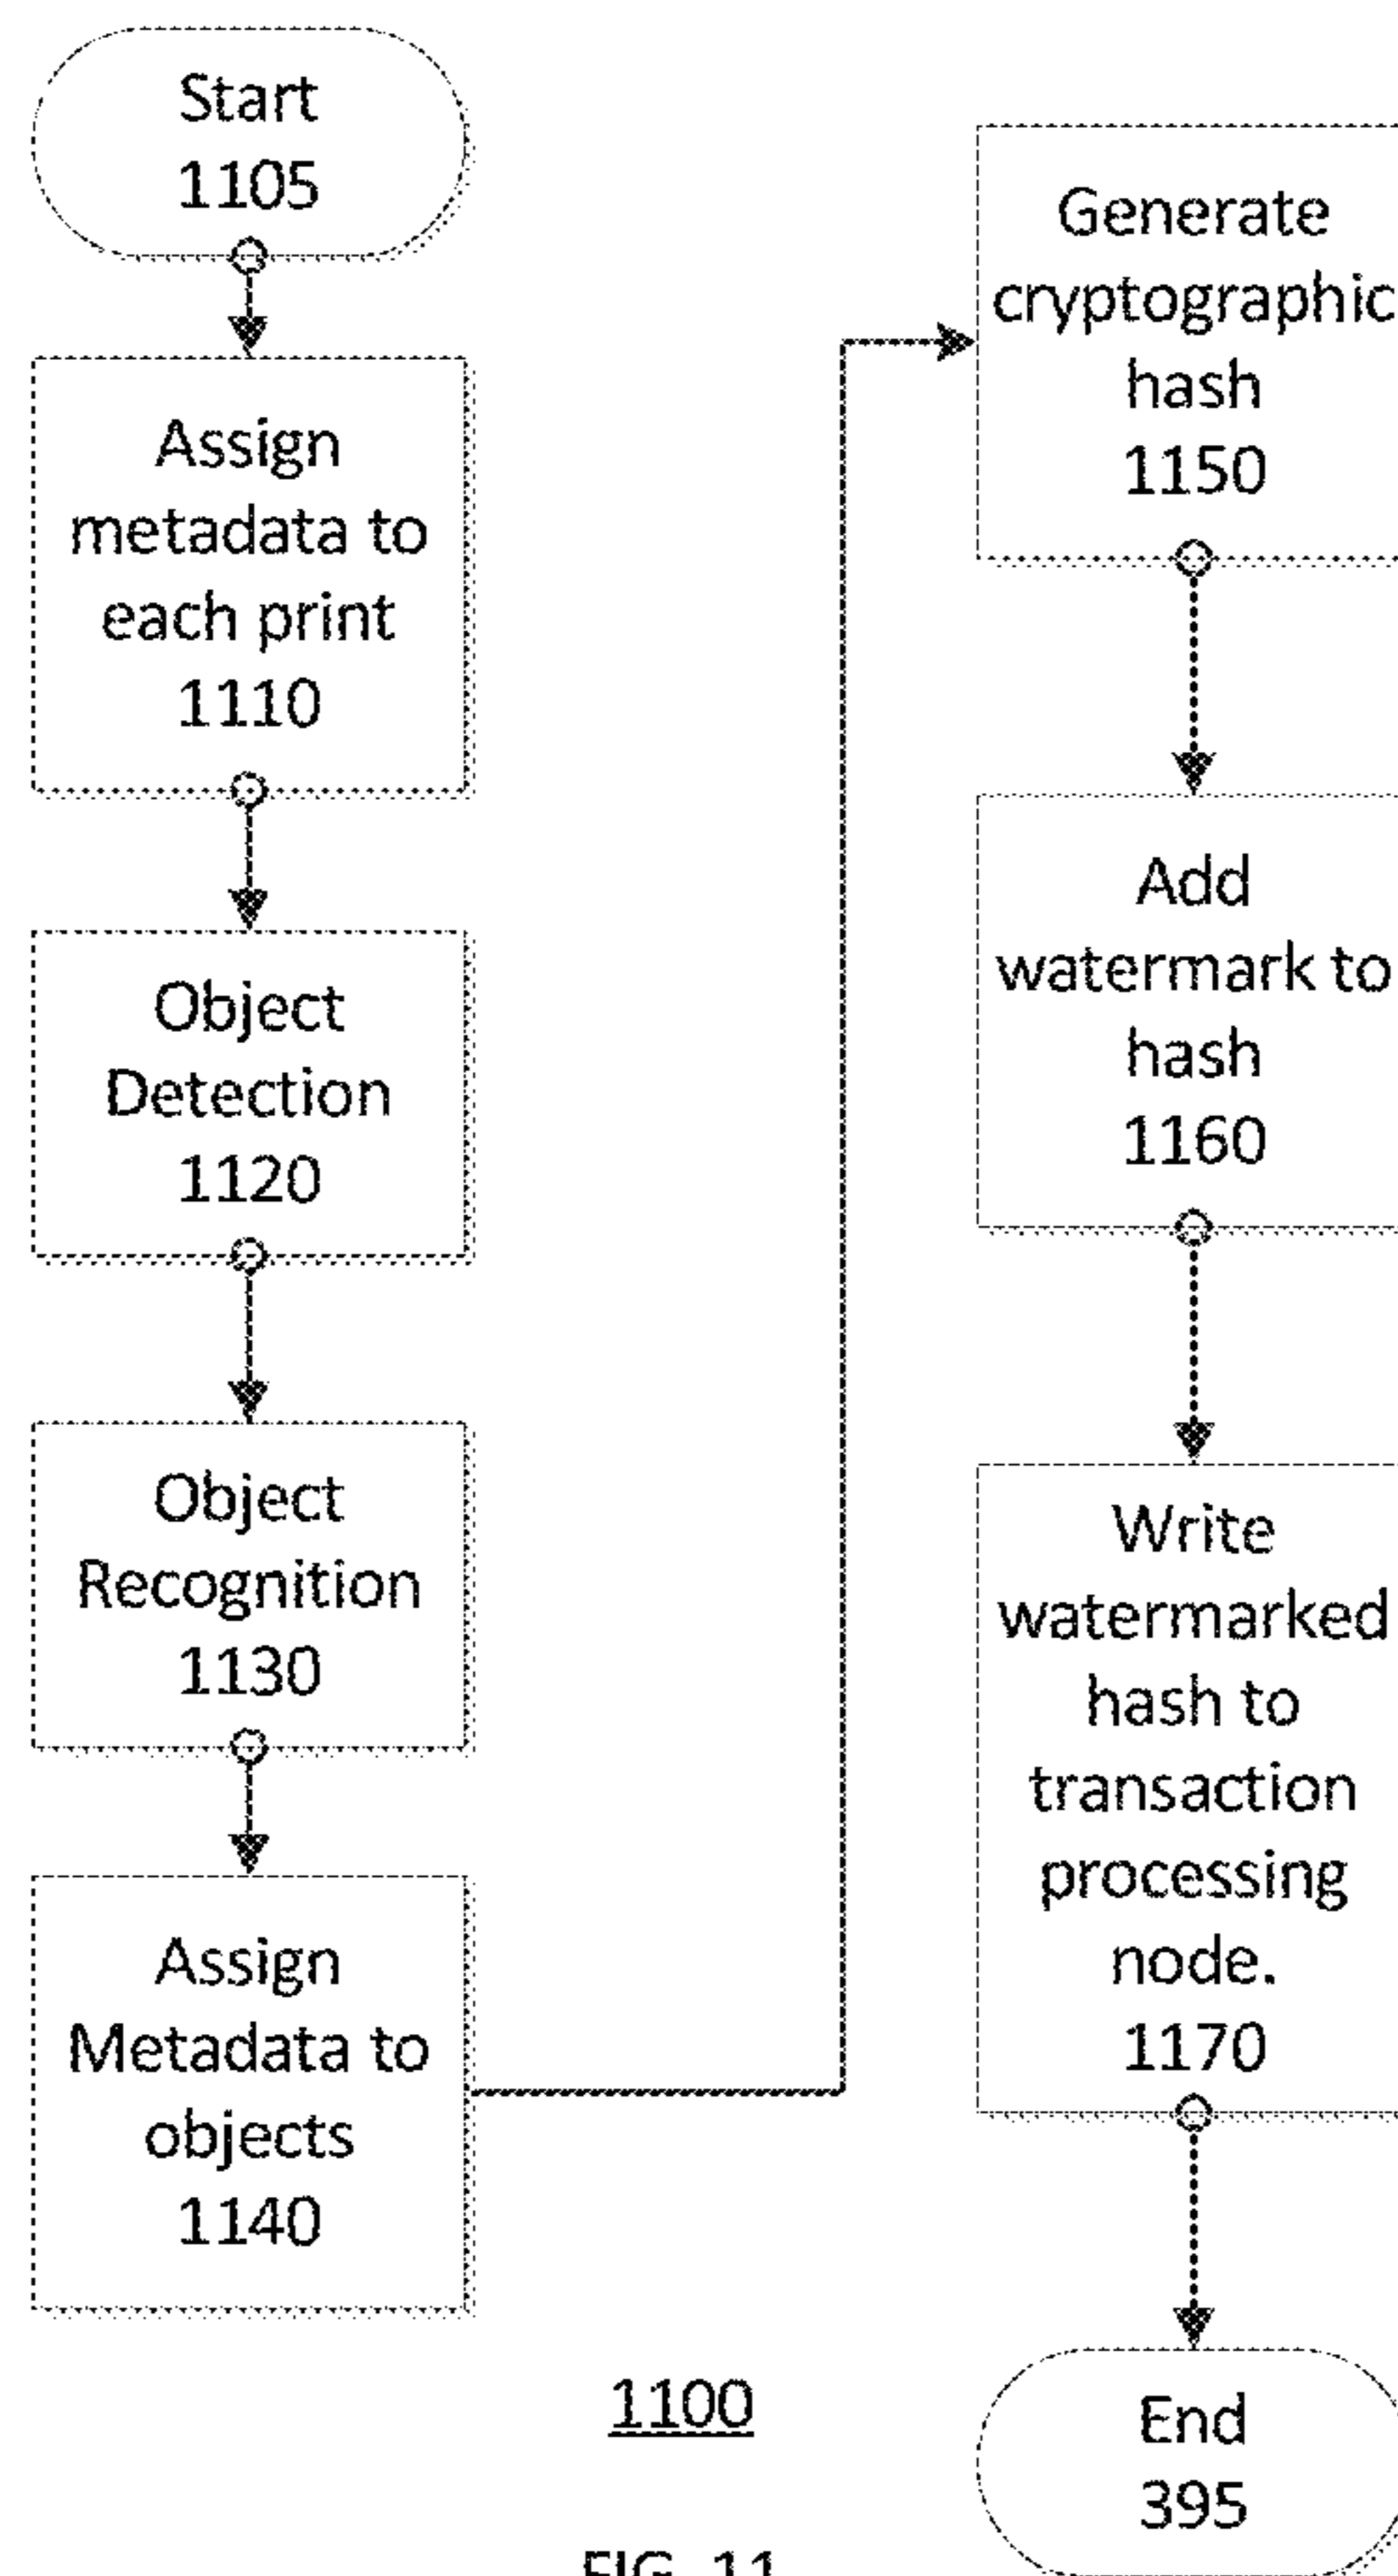 Start
1105
Assign
metadata to
each print
1110
Object
Detection
1120
Object
Recognition
1130
Assign
Metadata to
objects
1140
Generate
cryptographic
hash
1150
Add
watermark to
hash
1160
Write
watermarked
hash to
transaction
processing
node.
1170
End
395
1100
FIG. 11